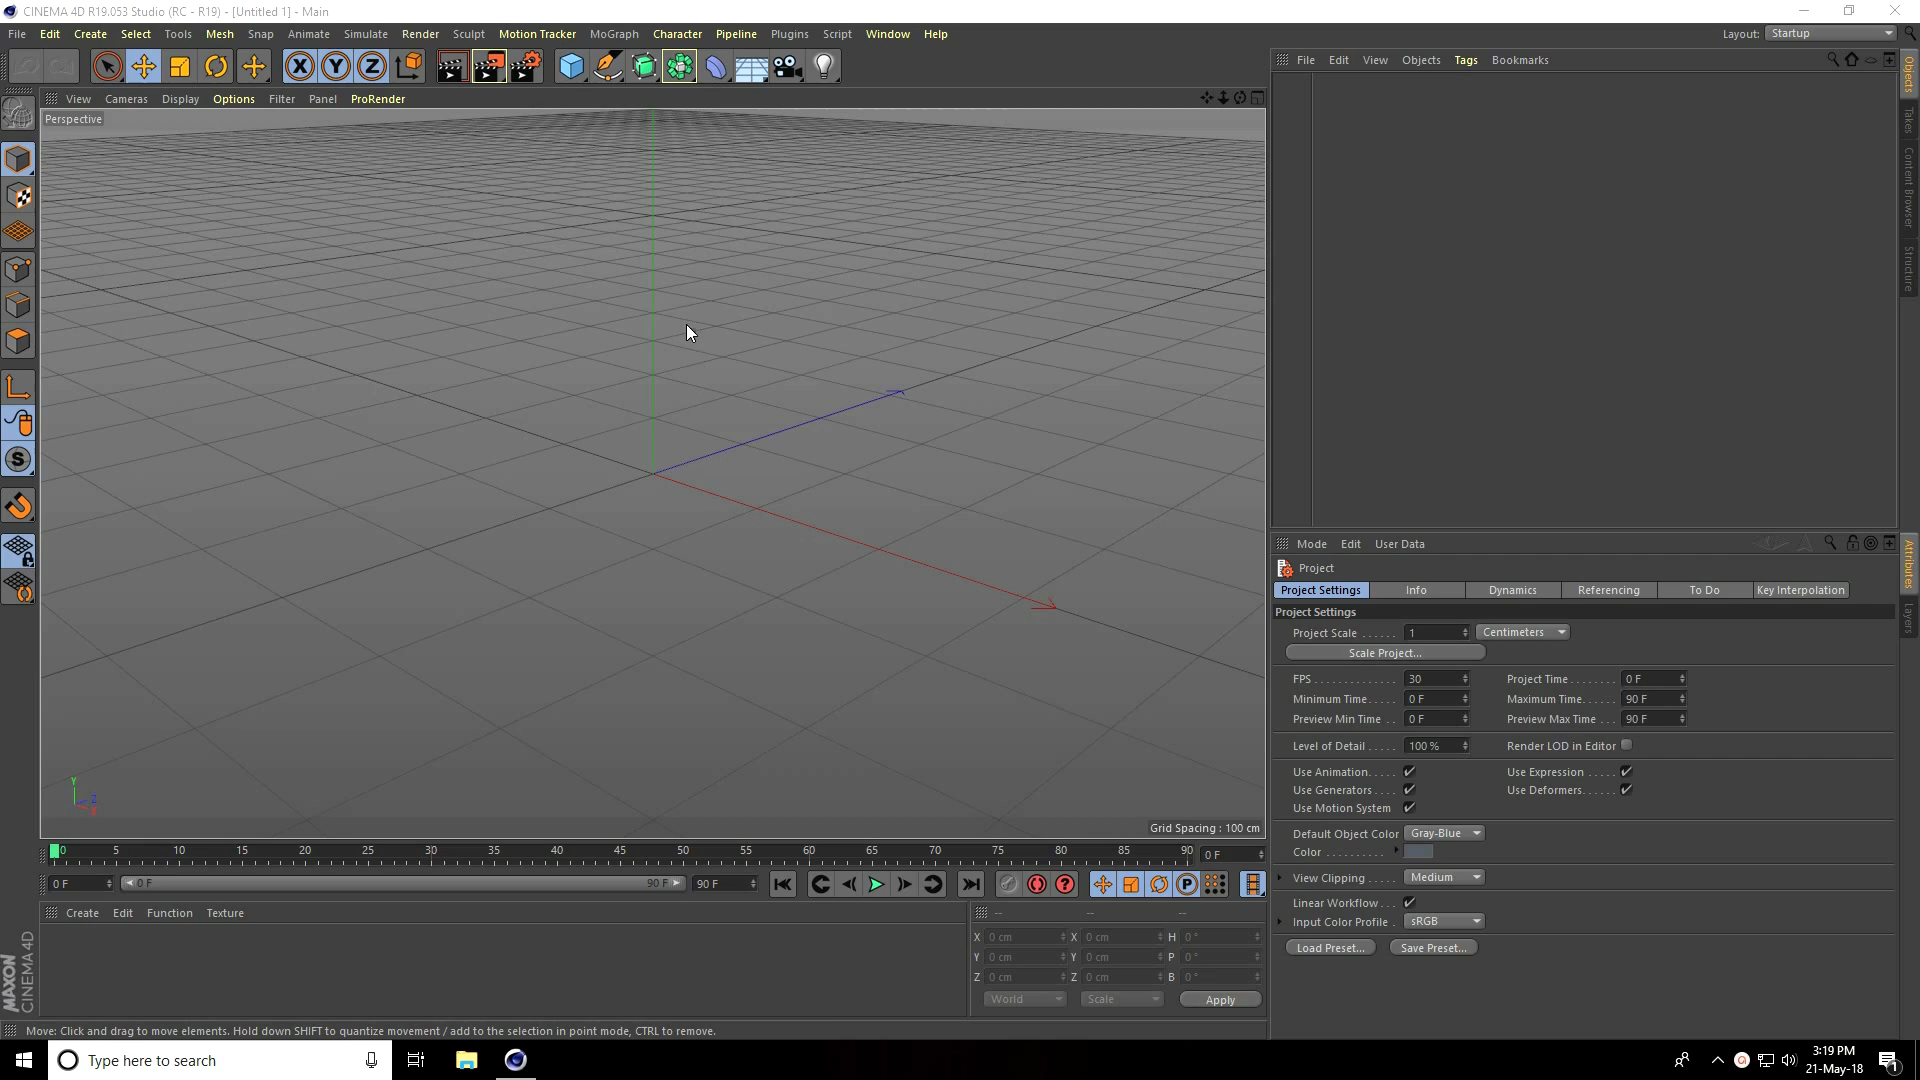 CINEMA 4D R19.053 Studio (RC - R19) - [Untitled 1] - Main
File Edit Create Select Tools Mesh Snap Animate Simulate Render Sculpt Motion Tracker MoGraph Character Pipeline Plugins Script Window Help
Layout: Startup
File Edit View Objects Tags Bookmarks
View Cameras Display Options Filter Panel ProRender
Perspective
Objects
Takes
Content Browser
Structure
Mode Edit User Data
Project
Project Settings Info Dynamics Referencing To Do Key Interpolation
Project Settings
Project Scale . . . . . . 1 Centimeters
Scale Project...
FPS . . . . . . . . . . . . . 30 Project Time . . . . . . . . 0 F
Minimum Time. . . . . 0 F Maximum Time. . . . . . 90 F
Preview Min Time . . 0 F Preview Max Time . . . 90 F
Level of Detail . . . . . 100 % Render LOD in Editor
Use Animation. . . . . Use Expression . . . . .
Use Generators . . . . Use Deformers. . . . . .
Use Motion System
Default Object Color Gray-Blue
Color . . . . . . . . . .
View Clipping . . . . . Medium
Linear Workflow. . .
Input Color Profile . sRGB
Load Preset... Save Preset...
Attributes
Layers
Y
Z
X
Grid Spacing : 100 cm
0 5 10 15 20 25 30 35 40 45 50 55 60 65 70 75 80 85 90 0 F
0 F 0 F 90 F 90 F
Create Edit Function Texture
-- -- --
X 0 cm X 0 cm H 0 °
Y 0 cm Y 0 cm P 0 °
Z 0 cm Z 0 cm B 0 °
World Scale Apply
MAXON
CINEMA 4D
Move: Click and drag to move elements. Hold down SHIFT to quantize movement / add to the selection in point mode, CTRL to remove.
Type here to search
3:19 PM
21-May-18
1
X Y Z
S
P
?